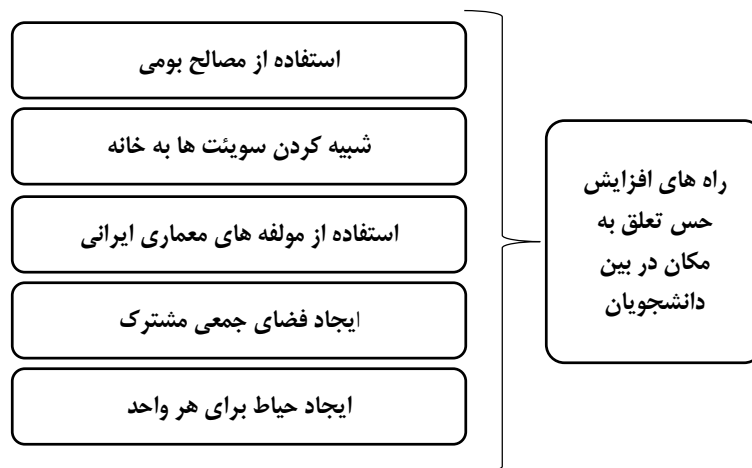 راه های افزایش
حس تعلق به
مکان در بین
دانشجویان
استفاده از مصالح بومی
شبیه کردن سویئت ها به خانه
استفاده از مولفه های معماری ایرانی
ایجاد فضای جمعی مشترک
ایجاد حیاط برای هر واحد